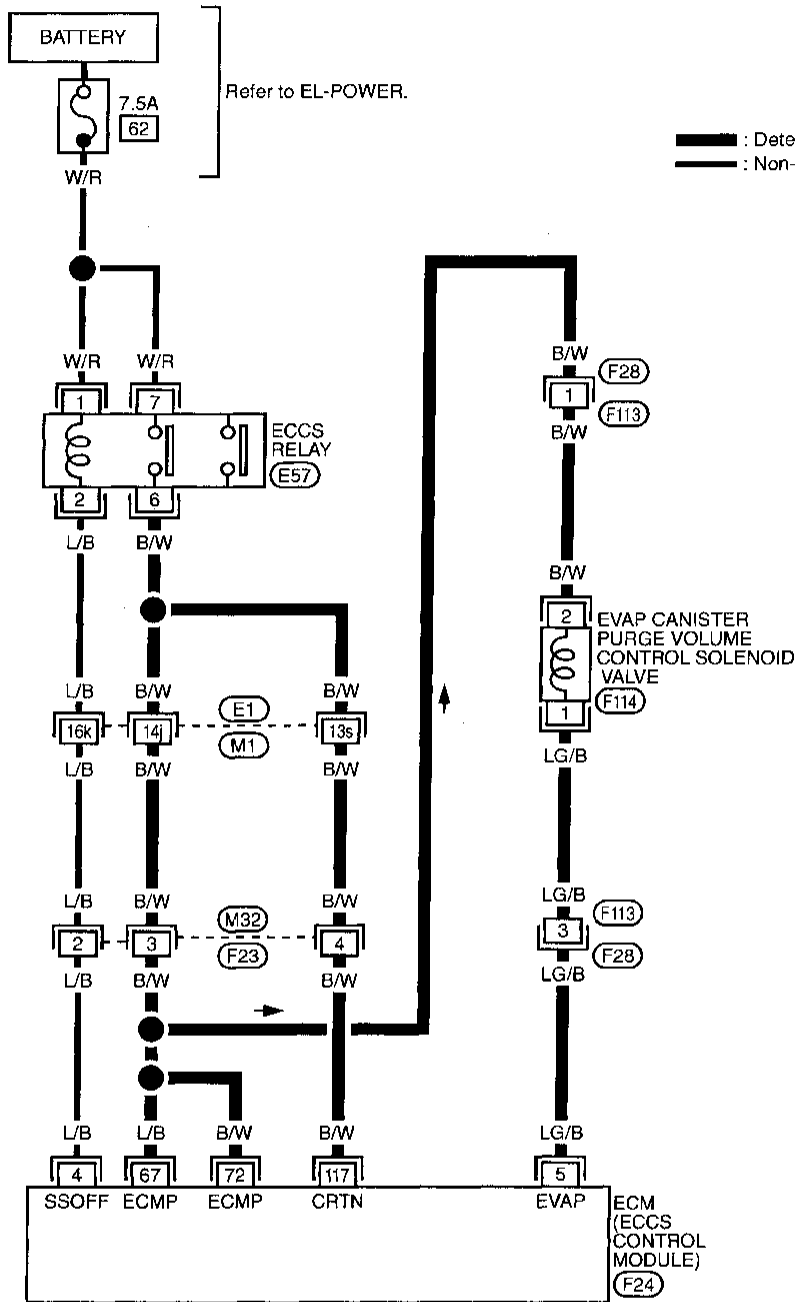 BATTERY
Refer to EL-POWER.
7.5A
62
W/R
: Dete
: Non-
W/R W/R
1 7
ECCS
RELAY
E57
2 6
L/B B/W
B/W
F28
1
F113
B/W
B/W
2
EVAP CANISTER
PURGE VOLUME
CONTROL SOLENOID
VALVE
F114
1
LG/B
L/B B/W B/W
E1
16k 14j 13s
M1
L/B B/W B/W
L/B B/W B/W
M32
2 3 4
F23
L/B B/W B/W
LG/B
F113
3
F28
LG/B
L/B L/B B/W B/W LG/B
4 67 72 117 5
SSOFF ECMP ECMP CRTN EVAP
ECM
(ECCS
CONTROL
MODULE)
F24